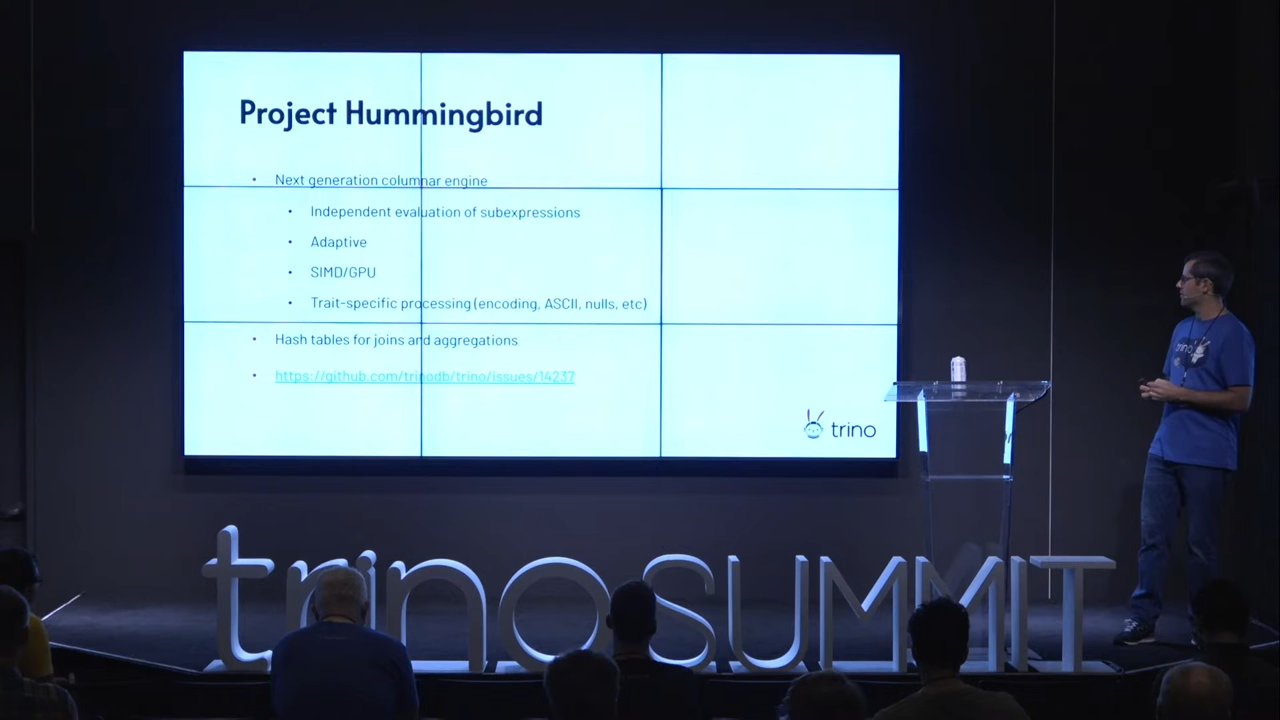 Project Hummingbird
• Next generation columnar engine
• Independent evaluation of subexpressions
• Adaptive
• SIMD/GPU
• Trait-specific processing (encoding, ASCII, nulls, etc)
• Hash tables for joins and aggregations
• https://github.com/trinodb/trino/issues/14237
trino
trino
trinoSUMMIT